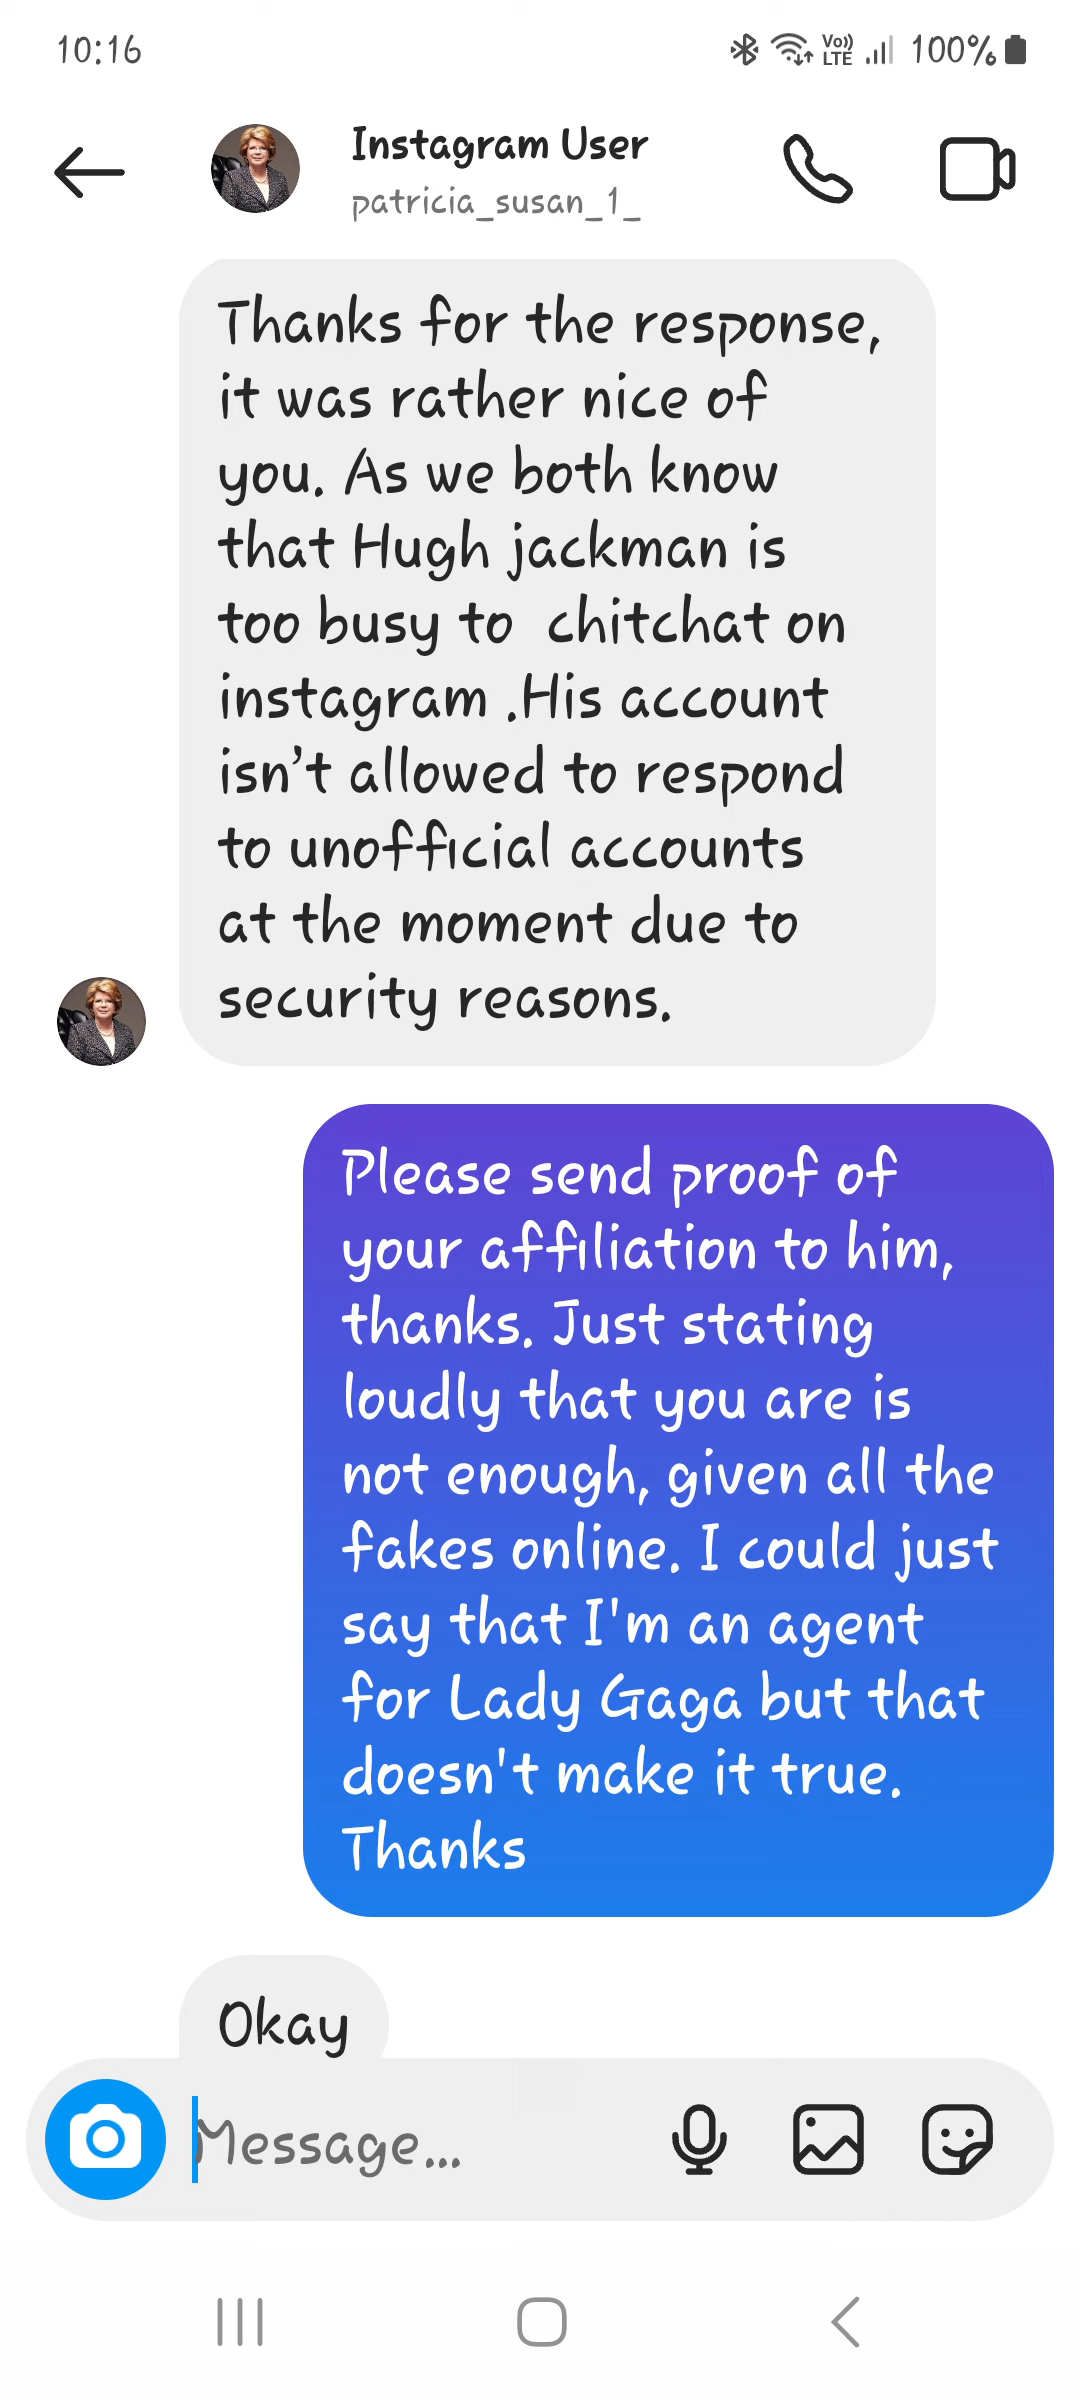 10:16
Vo)) LTE 100%
Instagram User
patricia_susan_1_
Thanks for the response,
it was rather nice of
you. As we both know
that Hugh jackman is
too busy to  chitchat on
instagram .His account
isn't allowed to respond
to unofficial accounts
at the moment due to
security reasons.
Please send proof of
your affiliation to him,
thanks. Just stating
loudly that you are is
not enough, given all the
fakes online. I could just
say that I'm an agent
for Lady Gaga but that
doesn't make it true.
Thanks
Okay
Message...